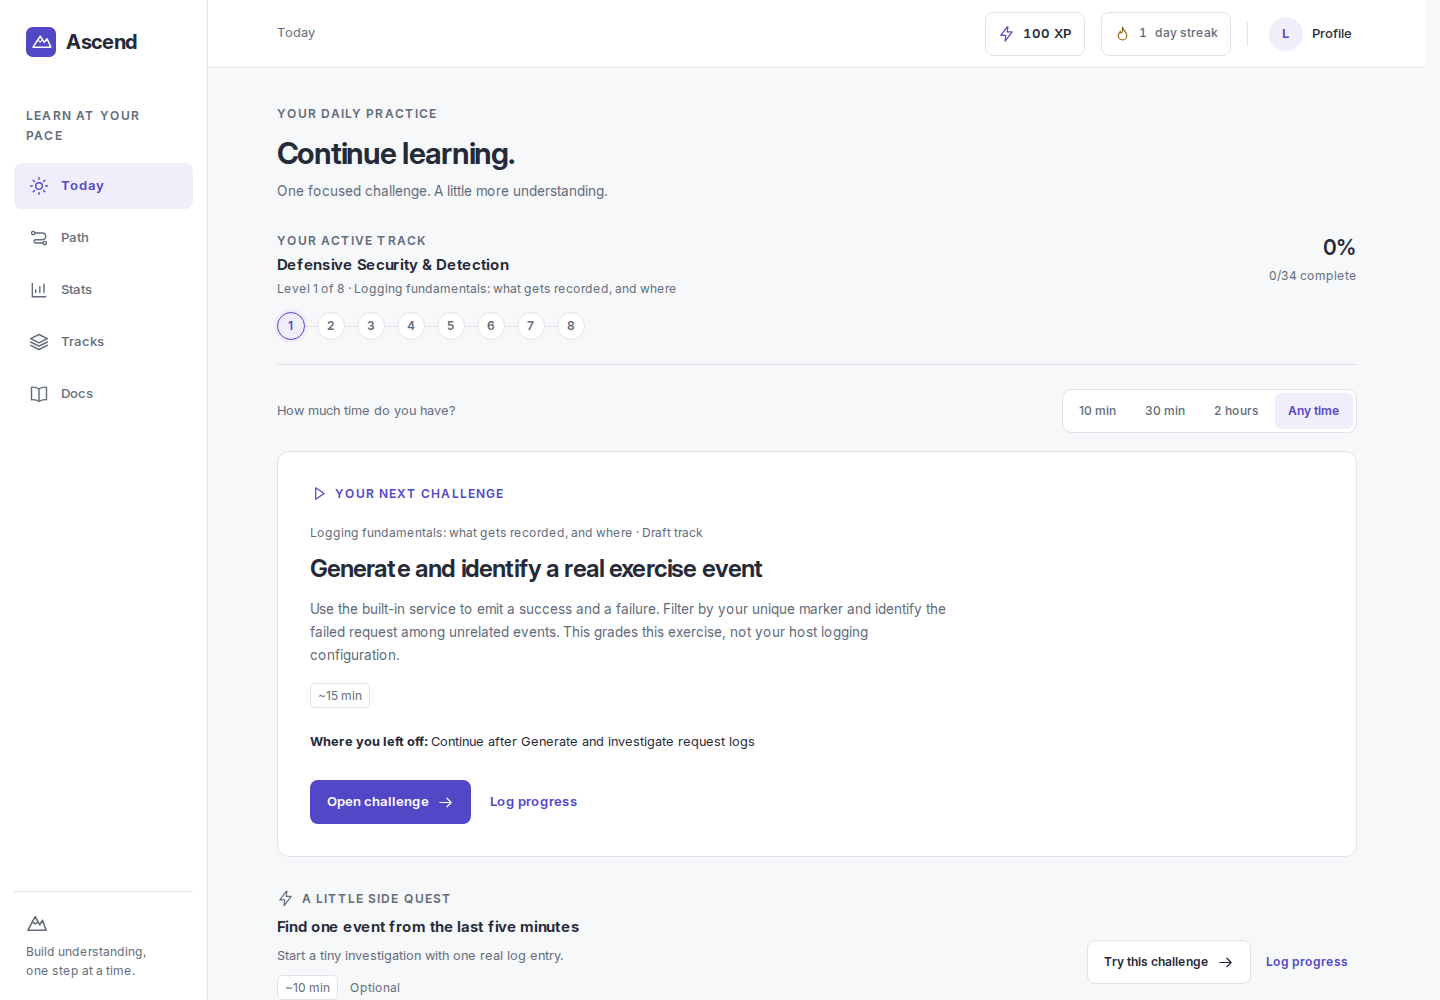 Ascend
LEARN AT YOUR
PACE
Today
Path
Stats
Tracks
Docs
Build understanding,
one step at a time.
Today
100 XP
1 day streak
L
Profile
YOUR DAILY PRACTICE
Continue learning.
One focused challenge. A little more understanding.
YOUR ACTIVE TRACK
Defensive Security & Detection
Level 1 of 8 · Logging fundamentals: what gets recorded, and where
0%
0/34 complete
1 2 3 4 5 6 7 8
How much time do you have?
10 min 30 min 2 hours Any time
YOUR NEXT CHALLENGE
Logging fundamentals: what gets recorded, and where · Draft track
Generate and identify a real exercise event
Use the built-in service to emit a success and a failure. Filter by your unique marker and identify the
failed request among unrelated events. This grades this exercise, not your host logging
configuration.
~15 min
Where you left off: Continue after Generate and investigate request logs
Open challenge
Log progress
A LITTLE SIDE QUEST
Find one event from the last five minutes
Start a tiny investigation with one real log entry.
~10 min Optional
Try this challenge
Log progress